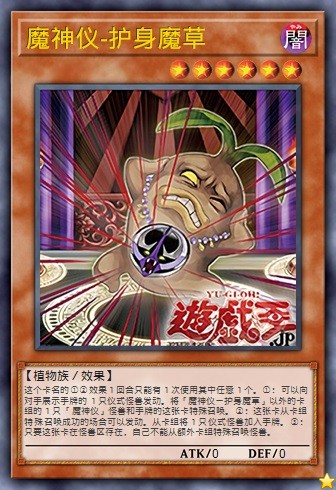 魔神仪-护身魔草
闇
YU-GI-OH!
遊戯王
.JP
【植物族／效果】
这个卡名的①②效果1回合只能有1次使用其中任意1个。①：可以向
对手展示手牌的1只仪式怪兽发动。将「魔神仪-护身魔草」以外的卡
组的1只「魔神仪」怪兽和手牌的这张卡特殊召唤。②：这张卡从卡组
特殊召唤成功的场合可以发动。从卡组将1只仪式怪兽加入手牌。③：
只要这张卡在怪兽区存在，自己不能从额外卡组特殊召唤怪兽。
ATK/0 DEF/0